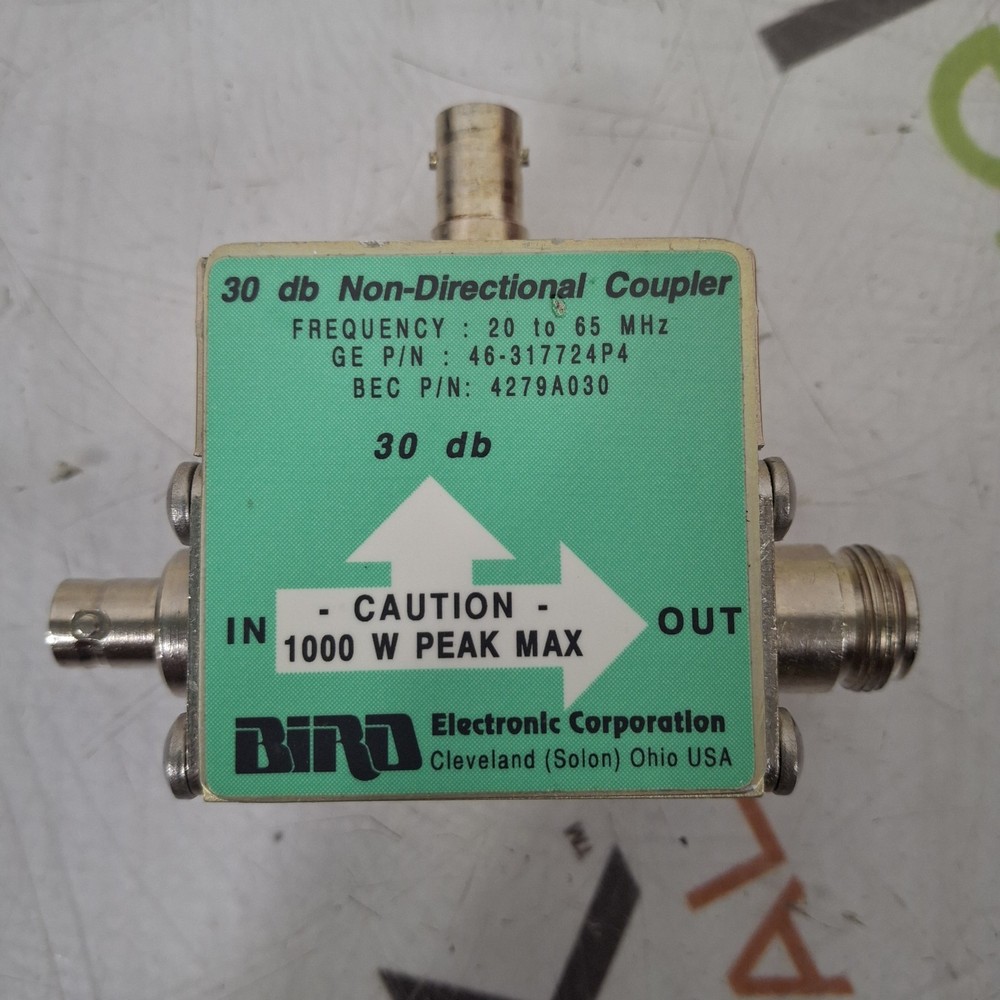 30 db Non-Directional Coupler
FREQUENCY : 20 to 65 MHz
GE P/N : 46-317724P4
BEC P/N: 4279A030
30 db
IN
- CAUTION -
1000 W PEAK MAX
OUT
BIRD Electronic Corporation
Cleveland (Solon) Ohio USA
TM